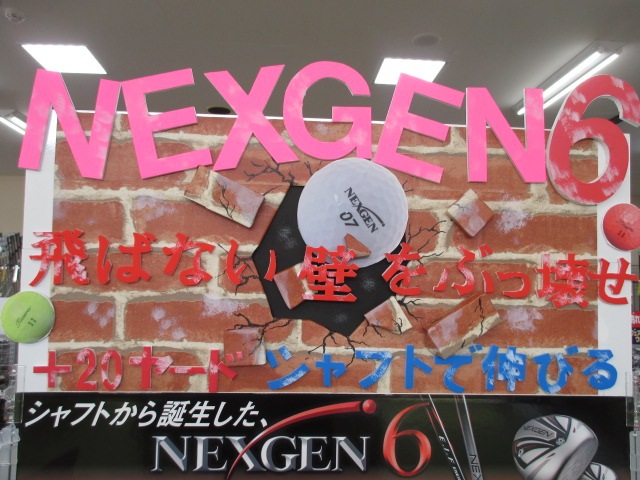 NEXGEN6
NEXGEN
07
飛ばない壁をぶっ壊せ
11
11
+20ヤード シャフトで伸びる
シャフトから誕生した、
NEXGEN 6